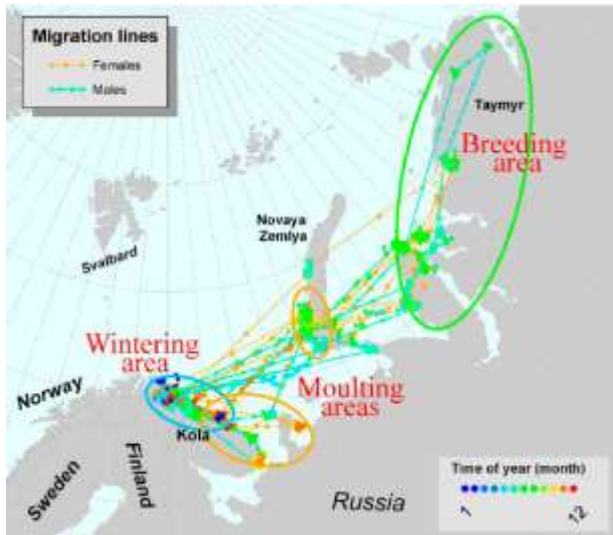 Migration lines
Females
Males
Taymyr
Breeding
area
Novaya
Zemlya
Svalbard
Wintering
area
Norway
Moulting
areas
Kola
Finland
Sweden
Russia
Time of year (month)
1
12